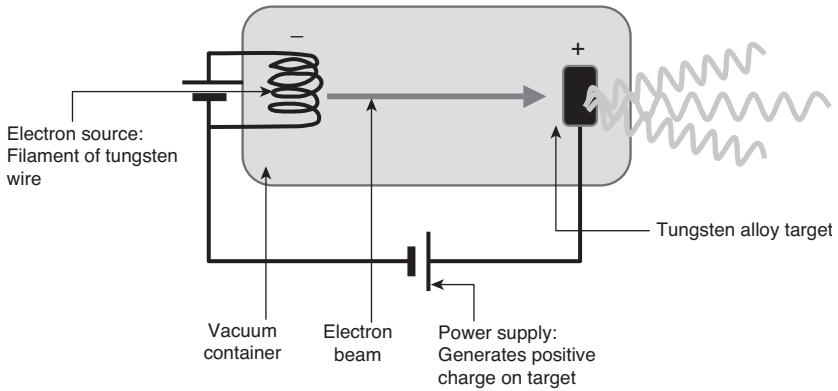 −
+
Electron source:
Filament of tungsten
wire
Tungsten alloy target
Vacuum
container
Electron
beam
Power supply:
Generates positive
charge on target